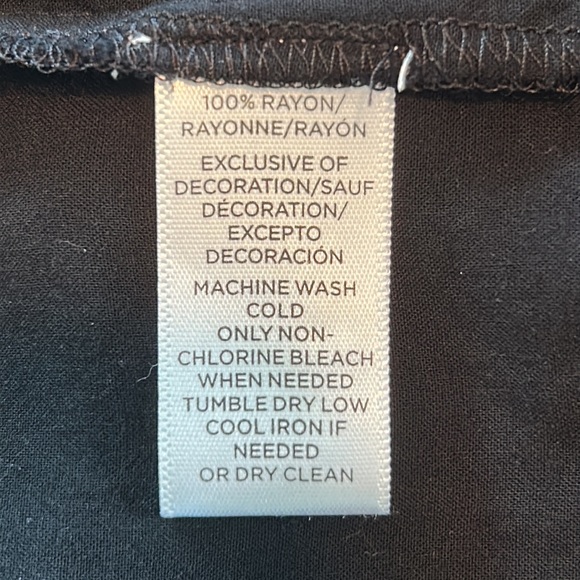 100% RAYON/
RAYONNE/RAYÓN
EXCLUSIVE OF
DECORATION/SAUF
DÉCORATION/
EXCEPTO
DECORACIÓN
MACHINE WASH
COLD
ONLY NON-
CHLORINE BLEACH
WHEN NEEDED
TUMBLE DRY LOW
COOL IRON IF
NEEDED
OR DRY CLEAN